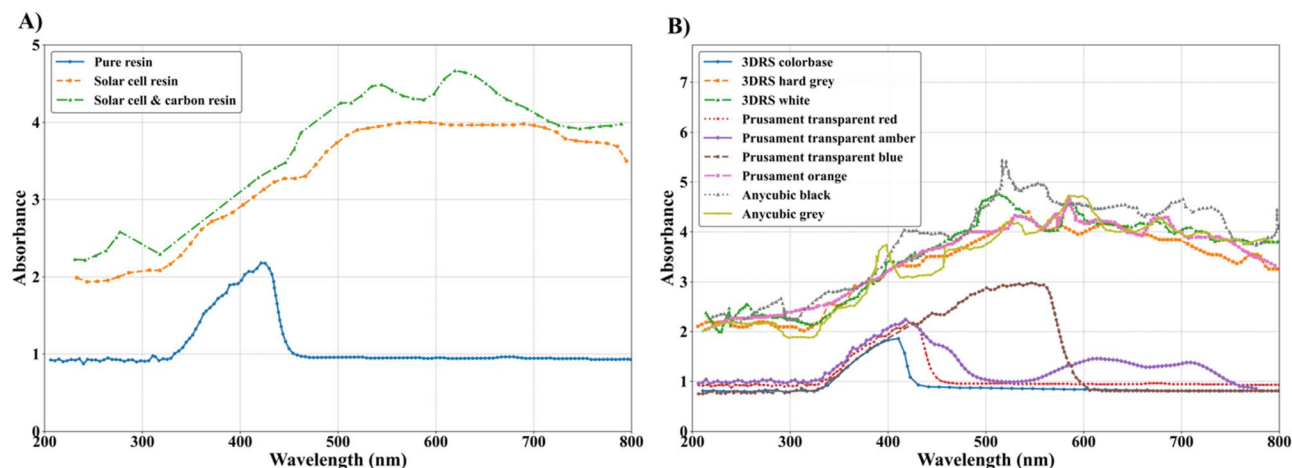 A)
5
4
3
2
1
0
Absorbance
Pure resin
Solar cell resin
Solar cell & carbon resin
200 300 400 500 600 700 800
Wavelength (nm)
B)
7
6
5
4
3
2
1
0
Absorbance
3DRS colorbase
3DRS hard grey
3DRS white
Prusament transparent red
Prusament transparent amber
Prusament transparent blue
Prusament orange
Anycubic black
Anycubic grey
200 300 400 500 600 700 800
Wavelength (nm)